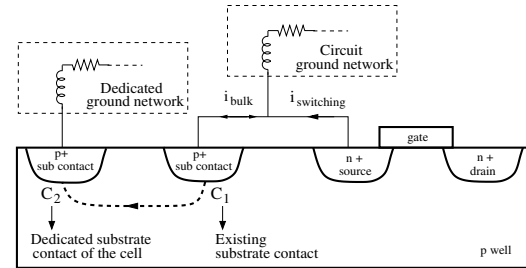 Circuit
ground network
Dedicated
ground network
i bulk
i switching
gate
p+
sub contact
p+
sub contact
n +
source
n +
drain
C2
C1
Dedicated substrate
contact of the cell
Existing
substrate contact
p well